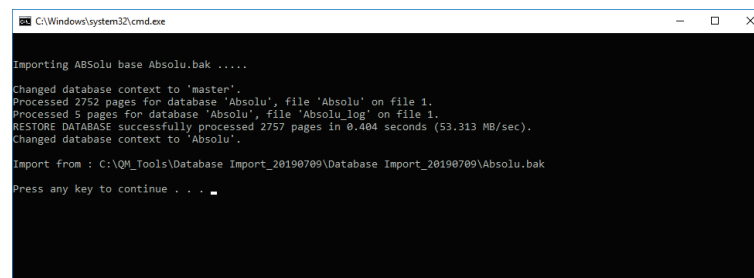 C:\Windows\system32\cmd.exe
Importing ABSolu base Absolu.bak .....
Changed database context to 'master'.
Processed 2752 pages for database 'Absolu', file 'Absolu' on file 1.
Processed 5 pages for database 'Absolu', file 'Absolu_log' on file 1.
RESTORE DATABASE successfully processed 2757 pages in 0.404 seconds (53.313 MB/sec).
Changed database context to 'Absolu'.
Import from : C:\QM_Tools\Database Import_20190709\Database Import_20190709\Absolu.bak
Press any key to continue . . .